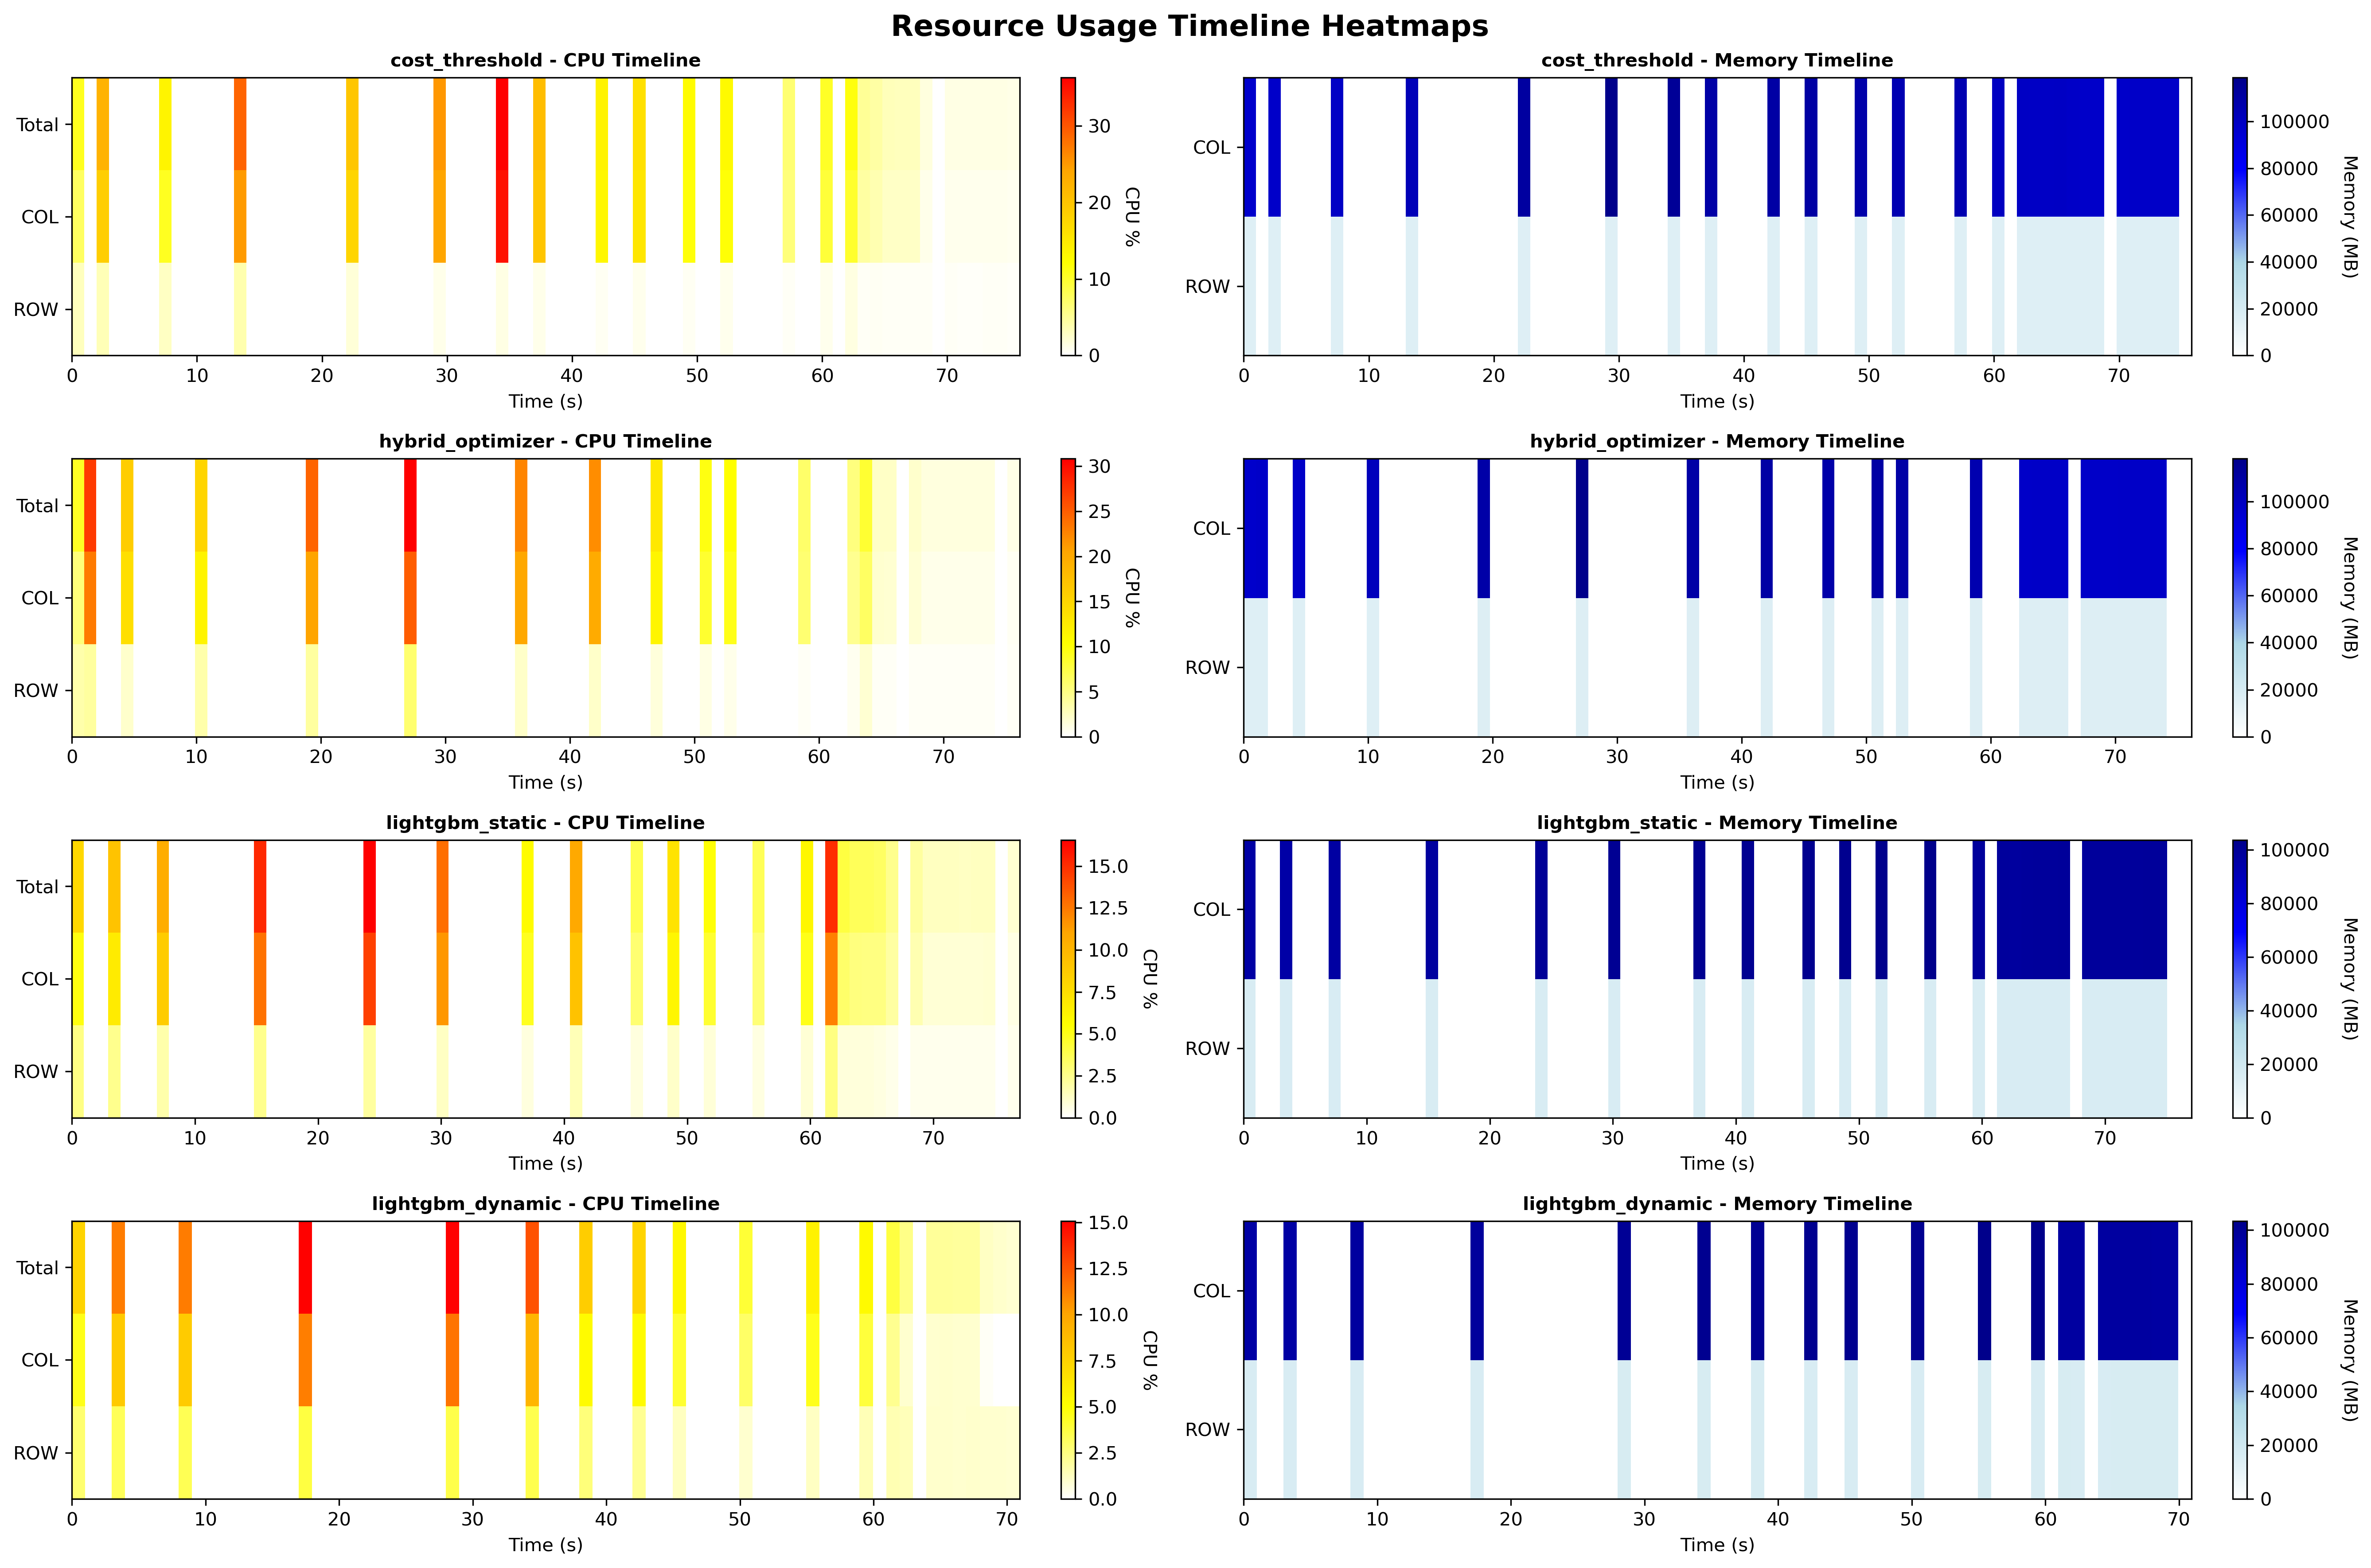 Resource Usage Timeline Heatmaps
cost_threshold - CPU Timeline
Total
COL
ROW
0 10 20 30 40 50 60 70
Time (s)
30
20
10
0
CPU %
cost_threshold - Memory Timeline
COL
ROW
0 10 20 30 40 50 60 70
Time (s)
100000
80000
60000
40000
20000
0
Memory (MB)
hybrid_optimizer - CPU Timeline
Total
COL
ROW
0 10 20 30 40 50 60 70
Time (s)
30
25
20
15
10
5
0
CPU %
hybrid_optimizer - Memory Timeline
COL
ROW
0 10 20 30 40 50 60 70
Time (s)
100000
80000
60000
40000
20000
0
Memory (MB)
lightgbm_static - CPU Timeline
Total
COL
ROW
0 10 20 30 40 50 60 70
Time (s)
15.0
12.5
10.0
7.5
5.0
2.5
0.0
CPU %
lightgbm_static - Memory Timeline
COL
ROW
0 10 20 30 40 50 60 70
Time (s)
100000
80000
60000
40000
20000
0
Memory (MB)
lightgbm_dynamic - CPU Timeline
Total
COL
ROW
0 10 20 30 40 50 60 70
Time (s)
15.0
12.5
10.0
7.5
5.0
2.5
0.0
CPU %
lightgbm_dynamic - Memory Timeline
COL
ROW
0 10 20 30 40 50 60 70
Time (s)
100000
80000
60000
40000
20000
0
Memory (MB)